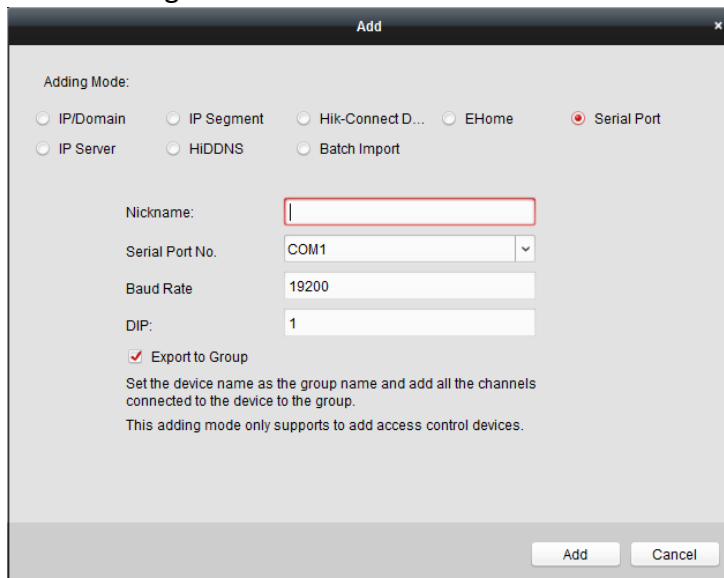 Add ×
Adding Mode:
IP/Domain IP Segment Hik-Connect D... EHome Serial Port
IP Server HiDDNS Batch Import
Nickname:
Serial Port No. COM1
Baud Rate 19200
DIP: 1
Export to Group
Set the device name as the group name and add all the channels
connected to the device to the group.
This adding mode only supports to add access control devices.
Add Cancel